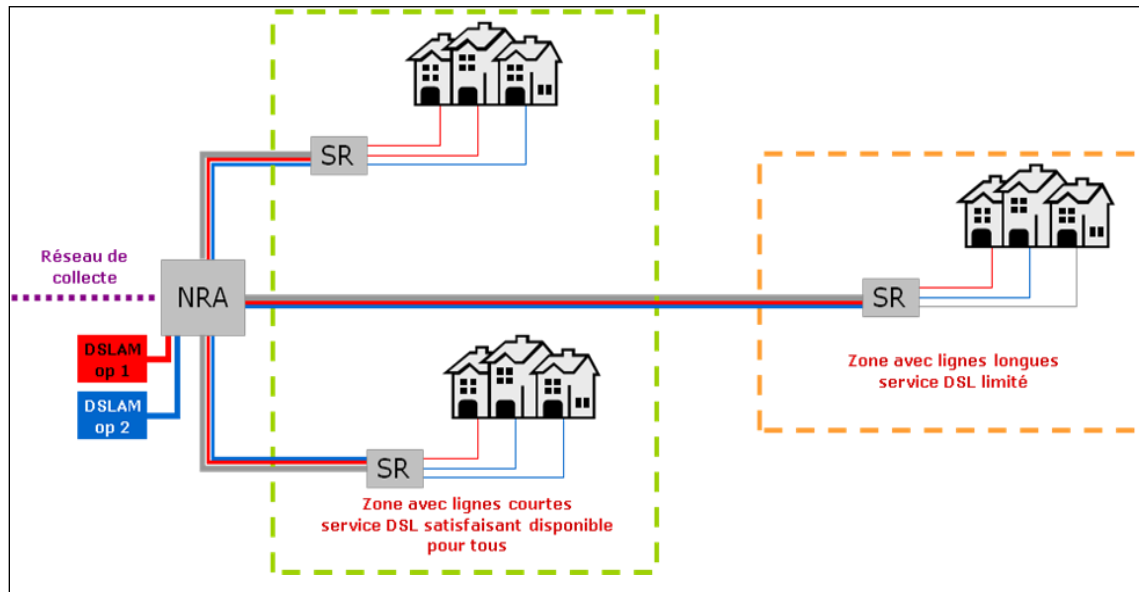 SR
Réseau de
collecte
NRA
SR
DSLAM
op 1
DSLAM
op 2
Zone avec lignes longues
service DSL limité
SR
Zone avec lignes courtes
service DSL satisfaisant disponible
pour tous